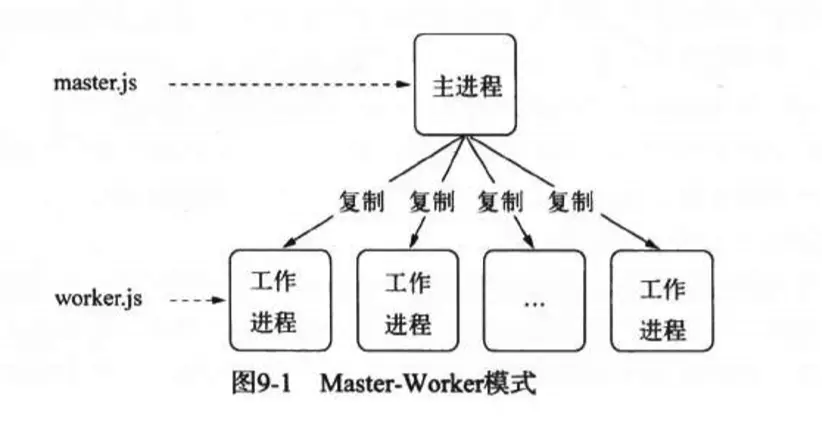 master.js
主进程
复制 复制 复制 复制
worker.js
工作
进程
工作
进程
...
工作
进程
图9-1 Master-Worker模式